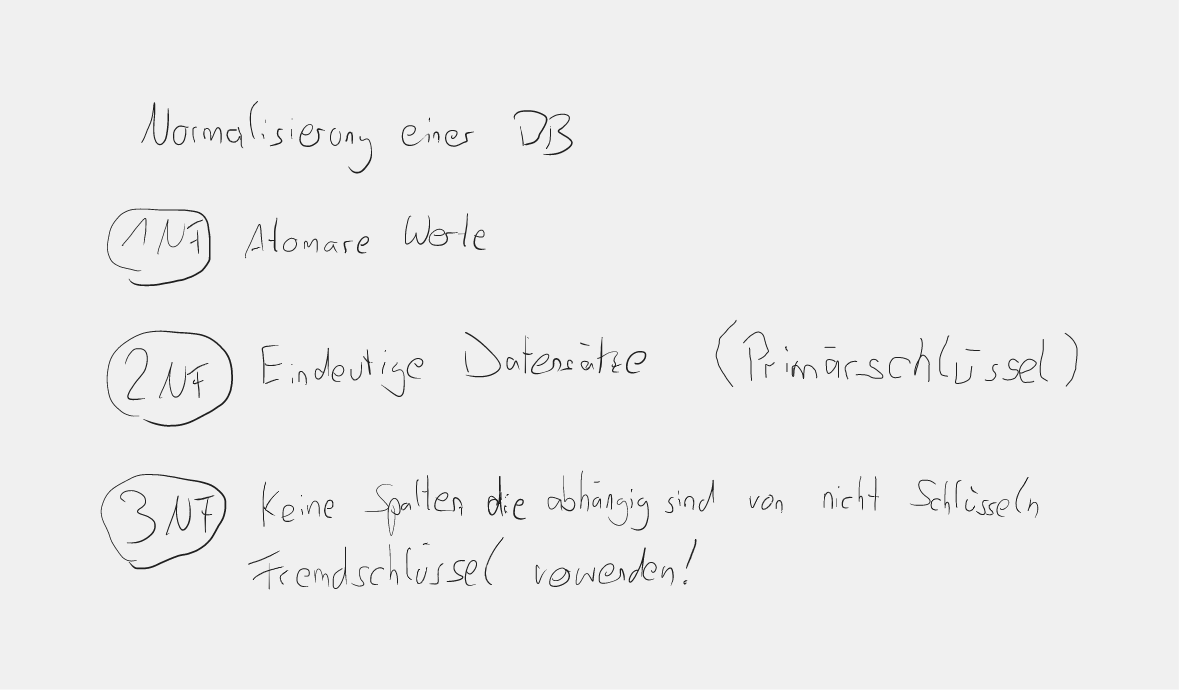 Normalisierung einer DB
1NF Atomare Werte
2NF Eindeutige Datensätze (Primärschlüssel)
3NF Keine Spalten die abhängig sind von nicht Schlüsseln
Fremdschlüssel verwenden!